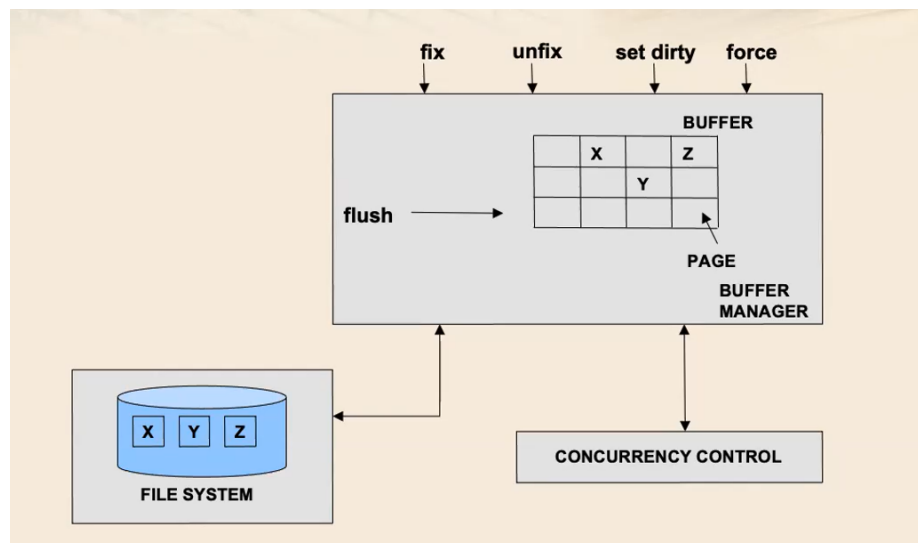 fix
unfix
set dirty
force
BUFFER
X
Z
Y
flush
PAGE
BUFFER
MANAGER
X
Y
Z
FILE SYSTEM
CONCURRENCY CONTROL